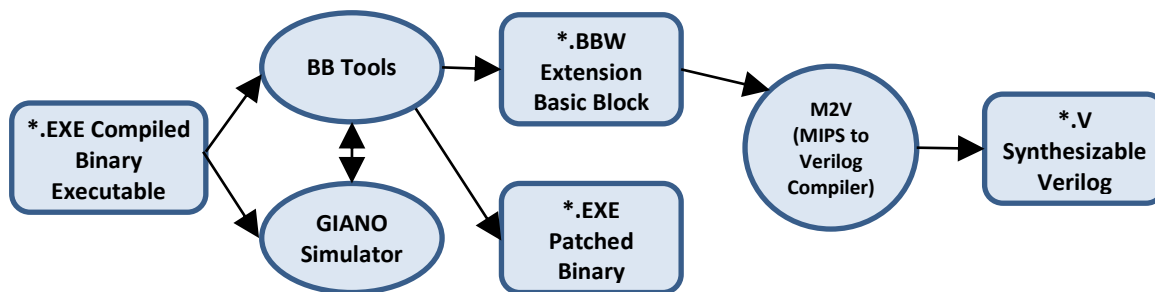 *.EXE Compiled
Binary
Executable
BB Tools
GIANO
Simulator
*.BBW
Extension
Basic Block
*.EXE
Patched
Binary
M2V
(MIPS to
Verilog
Compiler)
*.V
Synthesizable
Verilog